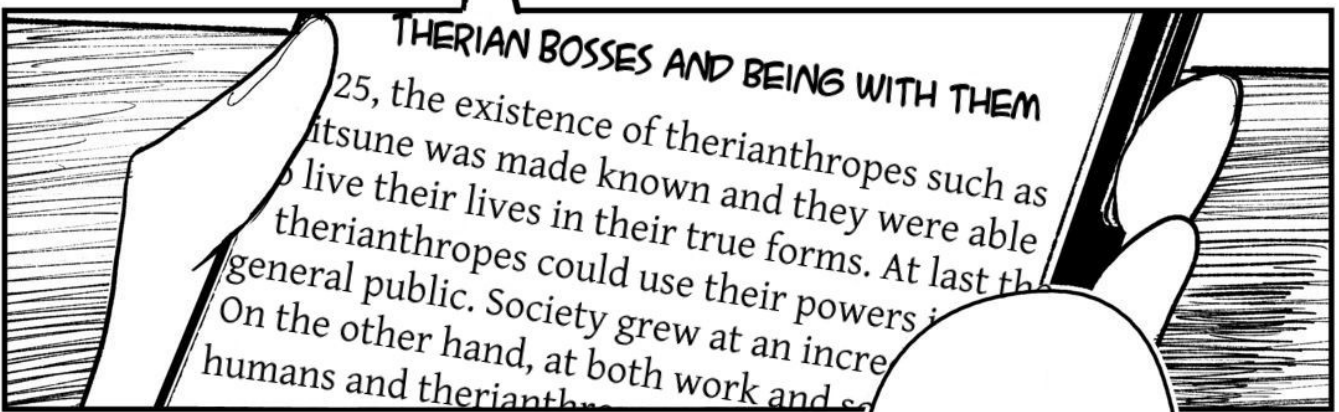 THERIAN BOSSES AND BEING WITH THEM
25, the existence of therianthropes such as
itsune was made known and they were able
live their lives in their true forms. At last
therianthropes could use their powers
general public. Society grew at an incre
On the other hand, at both work and
humans and therianthr